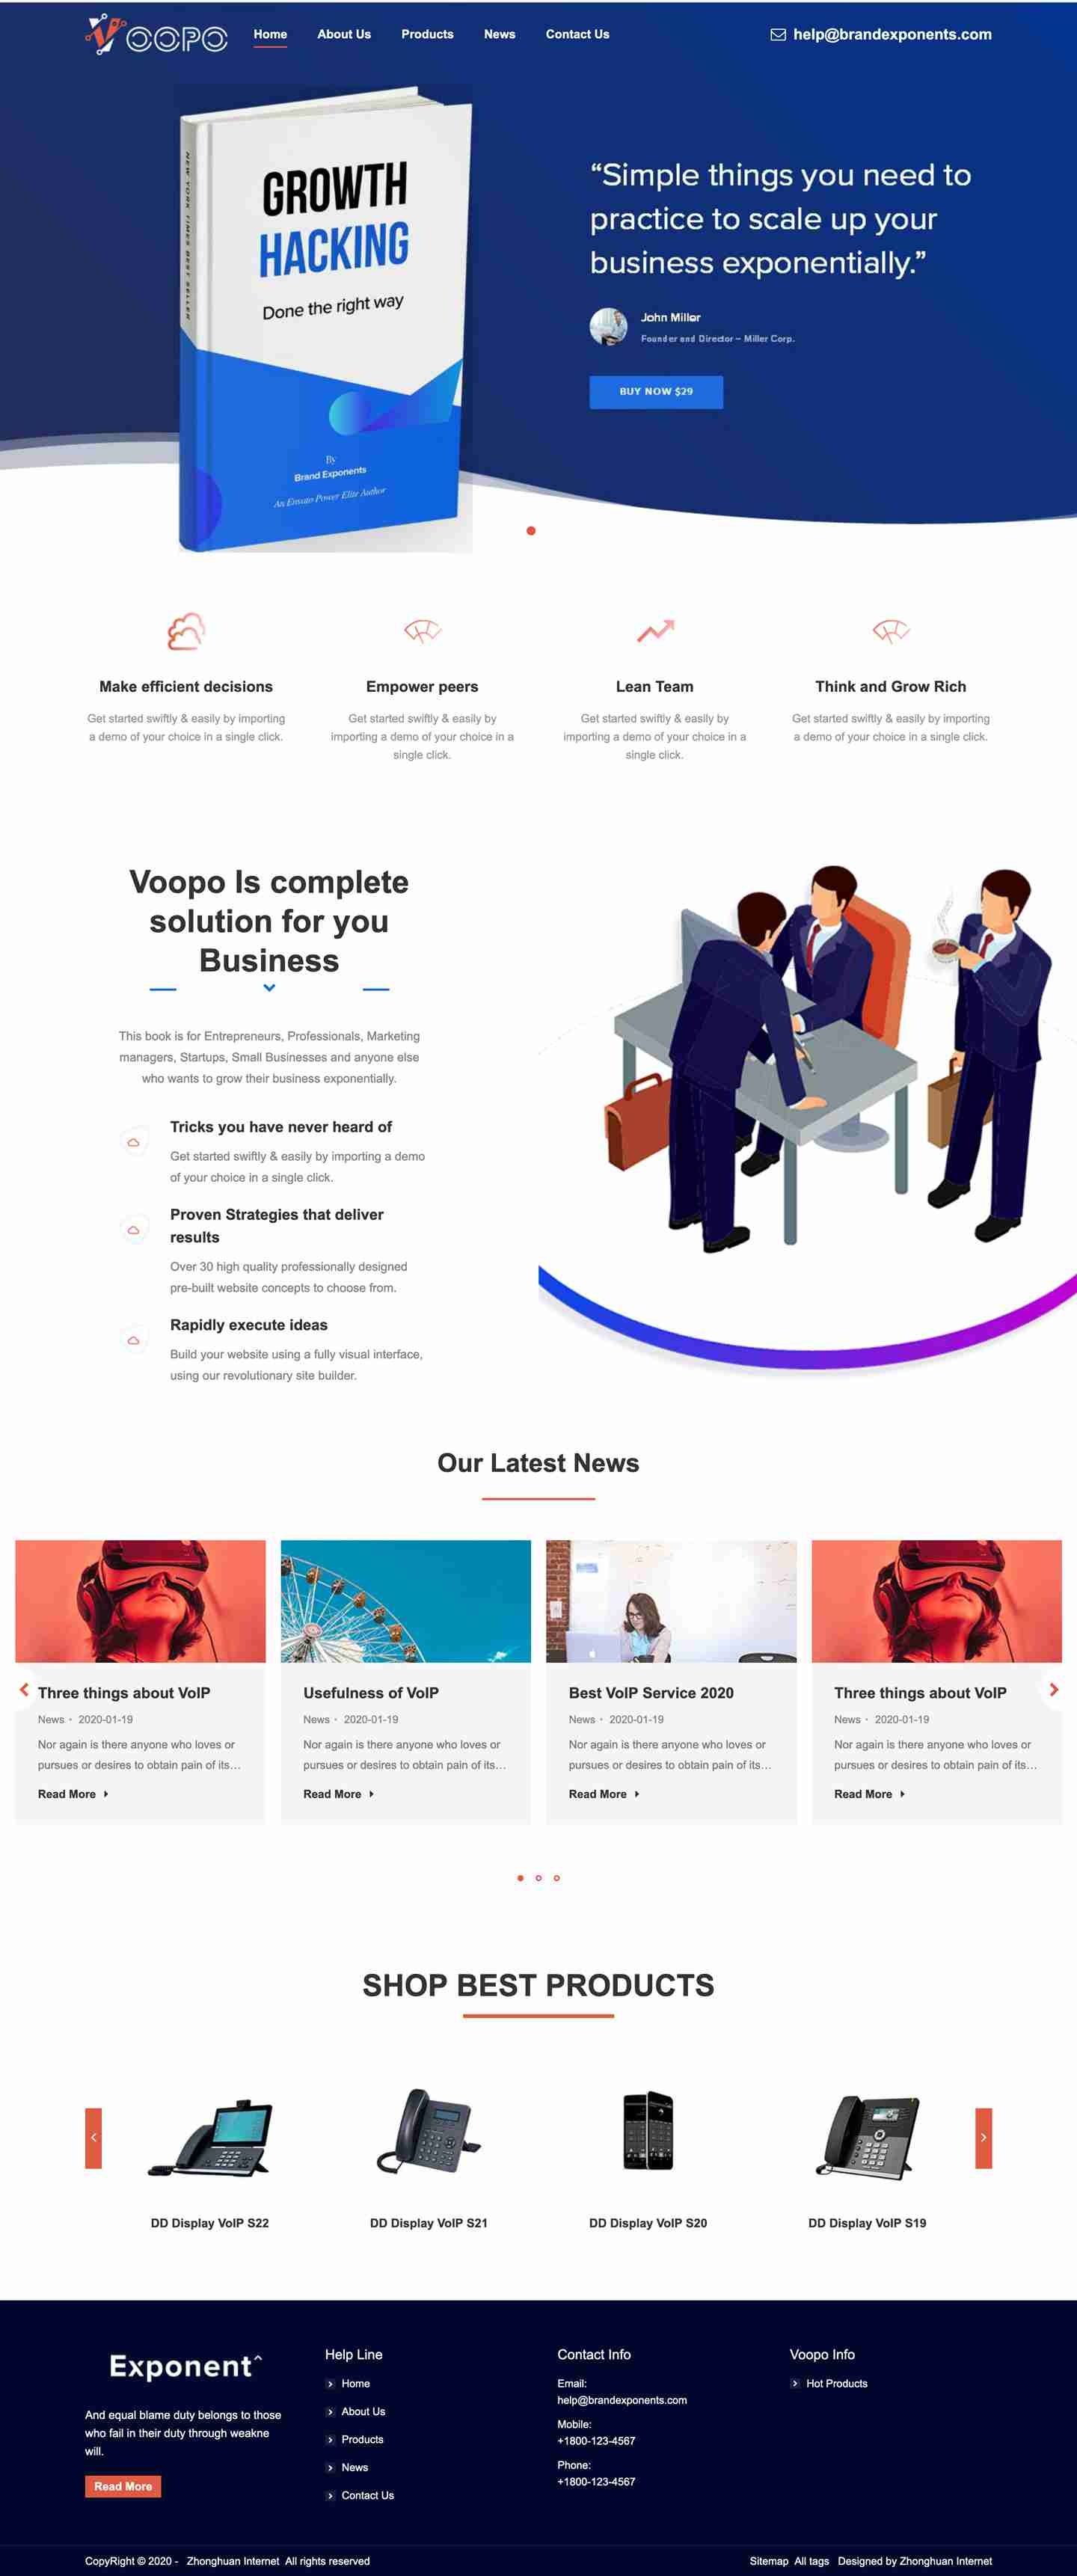 VOOPO
Home
About Us
Products
News
Contact Us
help@brandexponents.com
NEW YORK TIMES BEST SELLER
GROWTH
HACKING
Done the right way
By
Brand Exponents
An Envato Power Elite Author
“Simple things you need to
practice to scale up your
business exponentially.”
John Miller
Founder and Director – Miller Corp.
BUY NOW $29
Make efficient decisions
Get started swiftly & easily by importing
a demo of your choice in a single click.
Empower peers
Get started swiftly & easily by
importing a demo of your choice in a
single click.
Lean Team
Get started swiftly & easily by
importing a demo of your choice in a
single click.
Think and Grow Rich
Get started swiftly & easily by importing
a demo of your choice in a single click.
Voopo Is complete
solution for you
Business
This book is for Entrepreneurs, Professionals, Marketing
managers, Startups, Small Businesses and anyone else
who wants to grow their business exponentially.
Tricks you have never heard of
Get started swiftly & easily by importing a demo
of your choice in a single click.
Proven Strategies that deliver
results
Over 30 high quality professionally designed
pre-built website concepts to choose from.
Rapidly execute ideas
Build your website using a fully visual interface,
using our revolutionary site builder.
Our Latest News
Three things about VoIP
News · 2020-01-19
Nor again is there anyone who loves or
pursues or desires to obtain pain of its…
Read More
Usefulness of VoIP
News · 2020-01-19
Nor again is there anyone who loves or
pursues or desires to obtain pain of its…
Read More
Best VoIP Service 2020
News · 2020-01-19
Nor again is there anyone who loves or
pursues or desires to obtain pain of its…
Read More
Three things about VoIP
News · 2020-01-19
Nor again is there anyone who loves or
pursues or desires to obtain pain of its…
Read More
SHOP BEST PRODUCTS
DD Display VoIP S22
DD Display VoIP S21
DD Display VoIP S20
DD Display VoIP S19
Exponent^
And equal blame duty belongs to those
who fail in their duty through weakne
will.
Read More
Help Line
Home
About Us
Products
News
Contact Us
Contact Info
Email:
help@brandexponents.com
Mobile:
+1800-123-4567
Phone:
+1800-123-4567
Voopo Info
Hot Products
CopyRight © 2020 - Zhonghuan Internet All rights reserved
Sitemap All tags Designed by Zhonghuan Internet